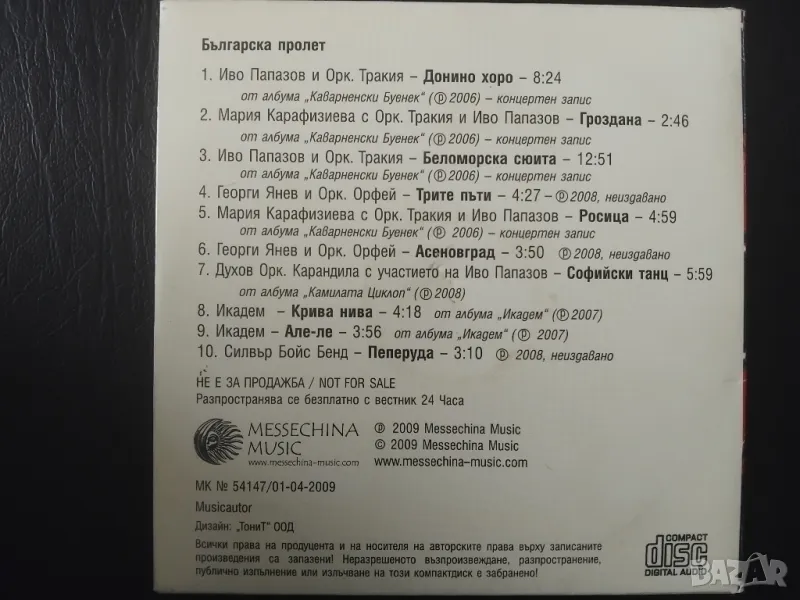 Българска пролет
1. Иво Папазов и Орк. Тракия – Донино хоро – 8:24
от албума „Каварненски Буенек“ (℗ 2006) – концертен запис
2. Мария Карафизиева с Орк. Тракия и Иво Папазов – Гроздана – 2:46
от албума „Каварненски Буенек“ (℗ 2006) – концертен запис
3. Иво Папазов и Орк. Тракия – Беломорска сюита – 12:51
от албума „Каварненски Буенек“ (℗ 2006) – концертен запис
4. Георги Янев и Орк. Орфей – Трите пъти – 4:27 – ℗ 2008, неиздавано
5. Мария Карафизиева с Орк. Тракия и Иво Папазов – Росица – 4:59
от албума „Каварненски Буенек“ (℗ 2006) – концертен запис
6. Георги Янев и Орк. Орфей – Асеновград – 3:50 ℗ 2008, неиздавано
7. Духов Орк. Карандила с участието на Иво Папазов – Софийски танц – 5:59
от албума „Камилата Циклоп“ (℗ 2008)
8. Икадем – Крива нива – 4:18 от албума „Икадем“ (℗ 2007)
9. Икадем – Але-ле – 3:56 от албума „Икадем“ (℗ 2007)
10. Силвър Бойс Бенд – Пеперуда – 3:10 ℗ 2008, неиздавано
НЕ Е ЗА ПРОДАЖБА / NOT FOR SALE
Разпространява се безплатно с вестник 24 Часа
MESSECHINA MUSIC
www.messechina-music.com
℗ 2009 Messechina Music
© 2009 Messechina Music
www.messechina-music.com
МК № 54147/01-04-2009
Musicautor
Дизайн: „ТониТ“ ООД
Всички права на продуцента и на носителя на авторските права върху записаните
произведения са запазени! Неразрешеното възпроизвеждане, разпространение,
публично изпълнение или излъчване на този компактдиск е забранено!
COMPACT
disc
DIGITAL AUDIO
BAZAR